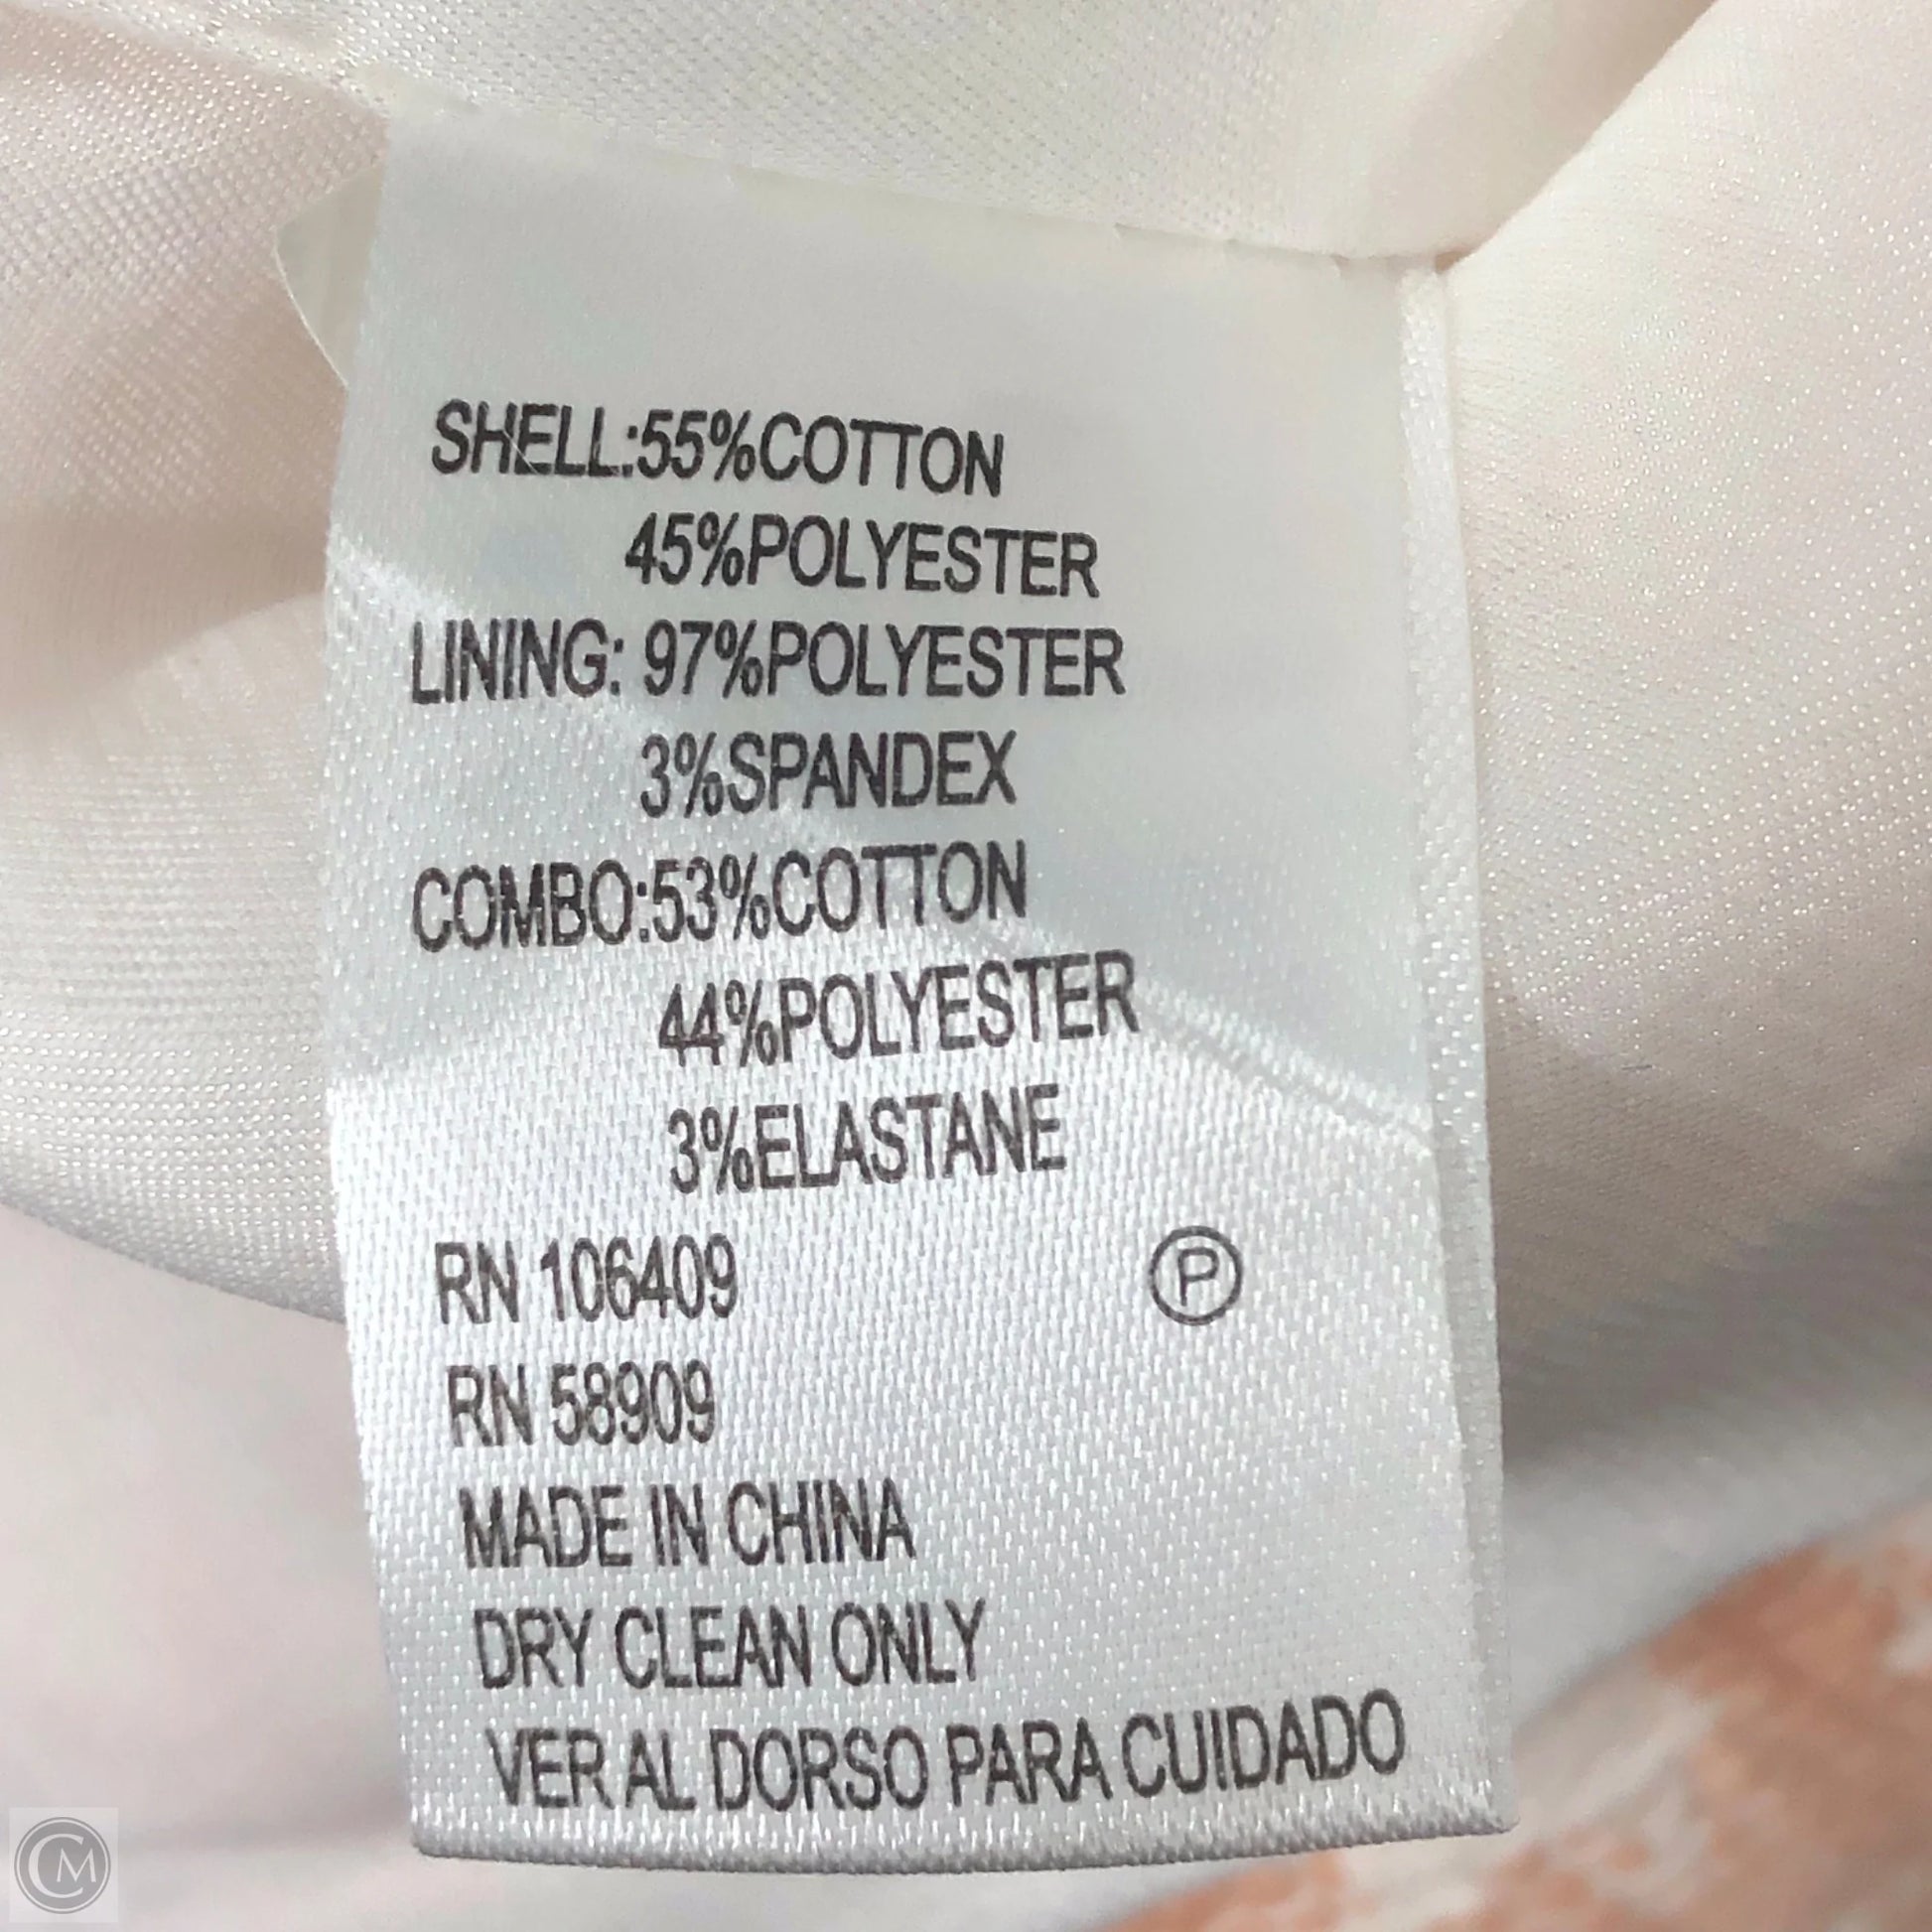 SHELL:55%COTTON
45%POLYESTER
LINING: 97%POLYESTER
3%SPANDEX
COMBO:53%COTTON
44%POLYESTER
3%ELASTANE
RN 106409 Ⓟ
RN 58909
MADE IN CHINA
DRY CLEAN ONLY
VER AL DORSO PARA CUIDADO
CM